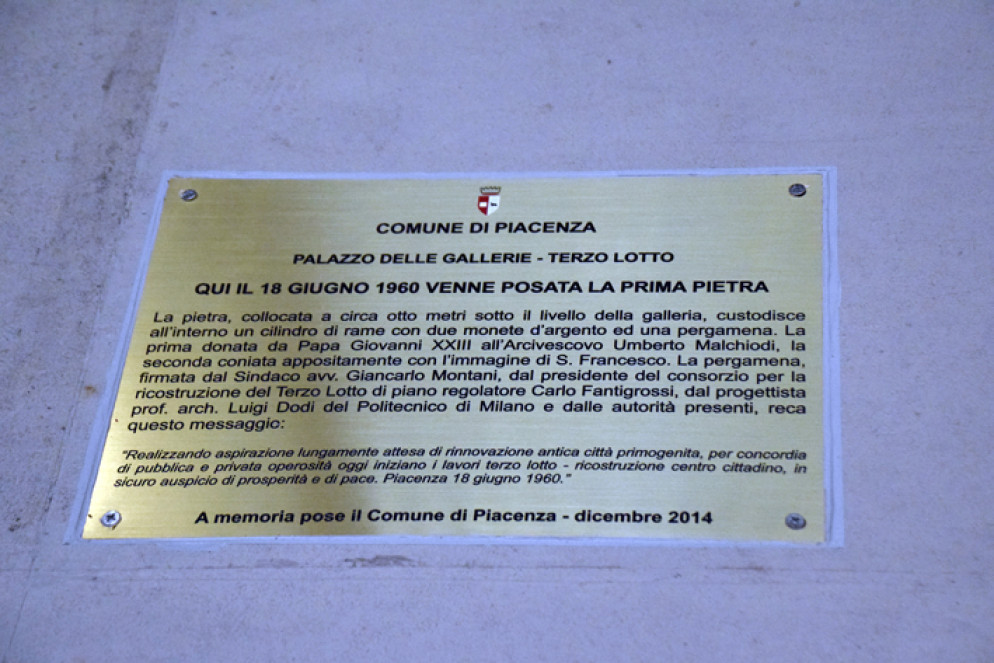 COMUNE DI PIACENZA
PALAZZO DELLE GALLERIE - TERZO LOTTO
QUI IL 18 GIUGNO 1960 VENNE POSATA LA PRIMA PIETRA
La pietra, collocata a circa otto metri sotto il livello della galleria, custodisce
all'interno un cilindro di rame con due monete d'argento ed una pergamena. La
prima donata da Papa Giovanni XXIII all'Arcivescovo Umberto Malchiodi, la
seconda coniata appositamente con l'immagine di S. Francesco. La pergamena,
firmata dal Sindaco avv. Giancarlo Montani, dal presidente del consorzio per la
ricostruzione del Terzo Lotto di piano regolatore Carlo Fantigrossi, dal progettista
prof. arch. Luigi Dodi del Politecnico di Milano e dalle autorità presenti, reca
questo messaggio:
"Realizzando aspirazione lungamente attesa di rinnovazione antica città primogenita, per concordia
di pubblica e privata operosità oggi iniziano i lavori terzo lotto - ricostruzione centro cittadino, in
sicuro auspicio di prosperità e di pace. Piacenza 18 giugno 1960."
A memoria pose il Comune di Piacenza - dicembre 2014